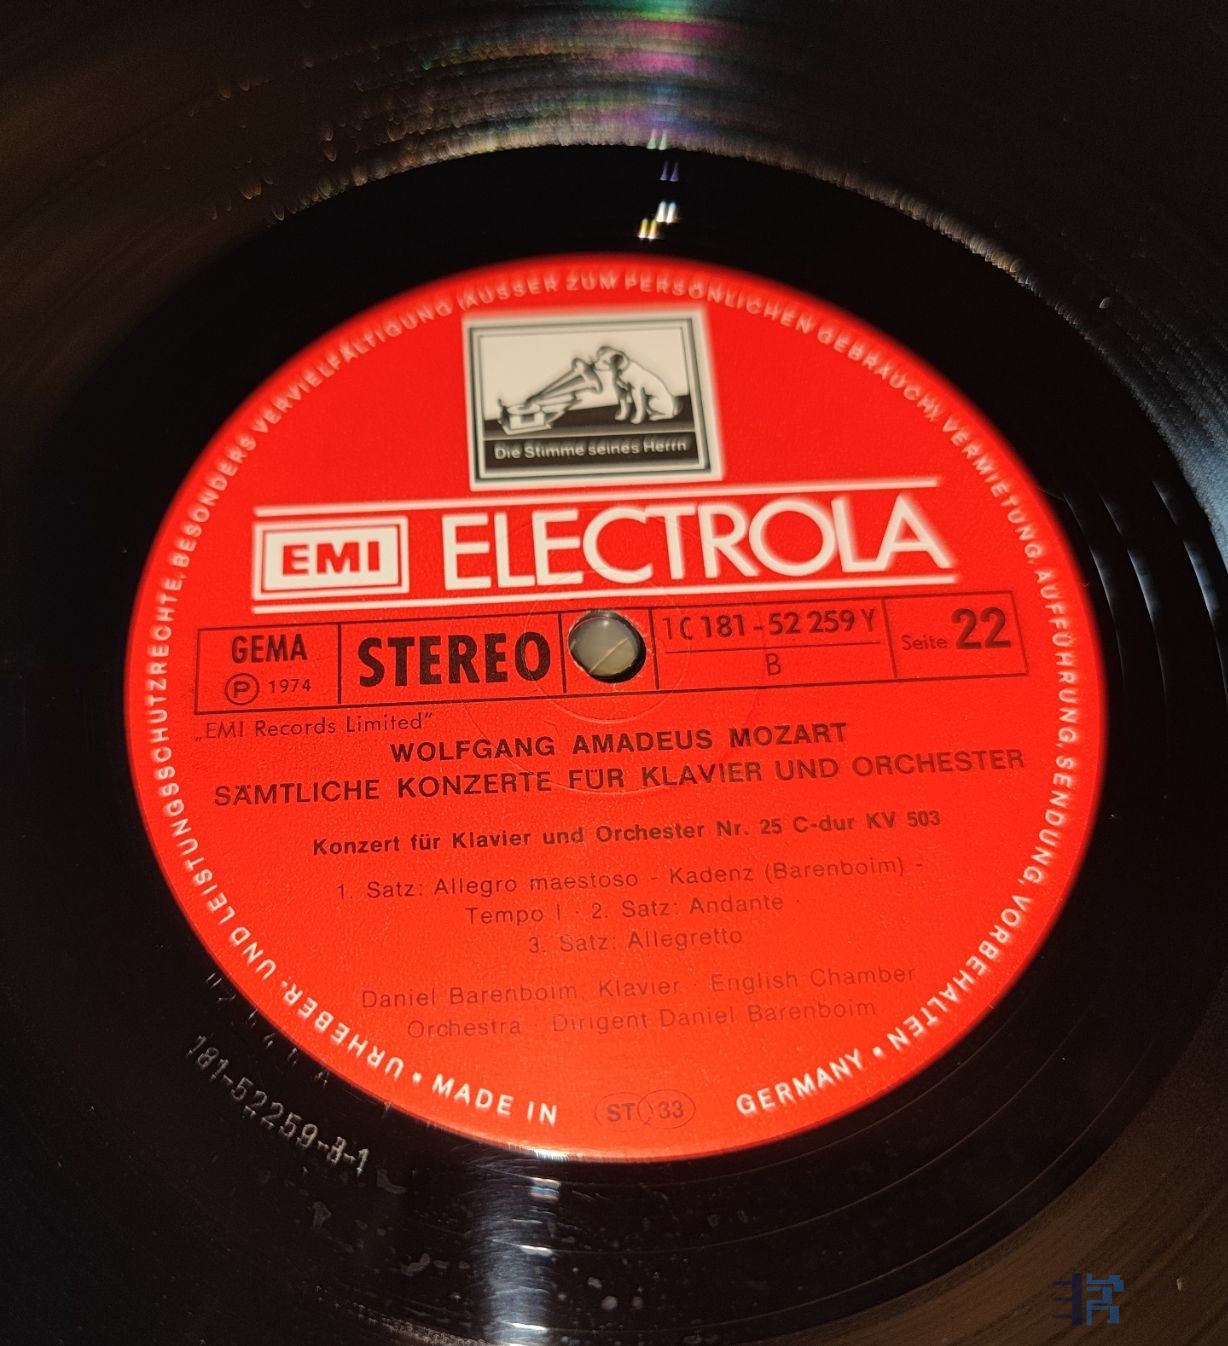 URHEBER- UND LEISTUNGSSCHUTZRECHTE, BESONDERS VERVIELFÄLTIGUNG (AUSSER ZUM PERSÖNLICHEN GEBRAUCH), VERMIETUNG, AUFFÜHRUNG, SENDUNG, VORBEHALTEN •
Die Stimme seines Herrn
EMI ELECTROLA
GEMA STEREO 1 C 181-52 259 Y Seite 22
℗ 1974 B
„EMI Records Limited”
WOLFGANG AMADEUS MOZART
SÄMTLICHE KONZERTE FÜR KLAVIER UND ORCHESTER
Konzert für Klavier und Orchester Nr. 25 C-dur KV 503
1. Satz: Allegro maestoso - Kadenz (Barenboim) -
Tempo I · 2. Satz: Andante ·
3. Satz: Allegretto
Daniel Barenboim, Klavier · English Chamber
Orchestra · Dirigent Daniel Barenboim
ST 33
• MADE IN GERMANY
181-52259-B-1